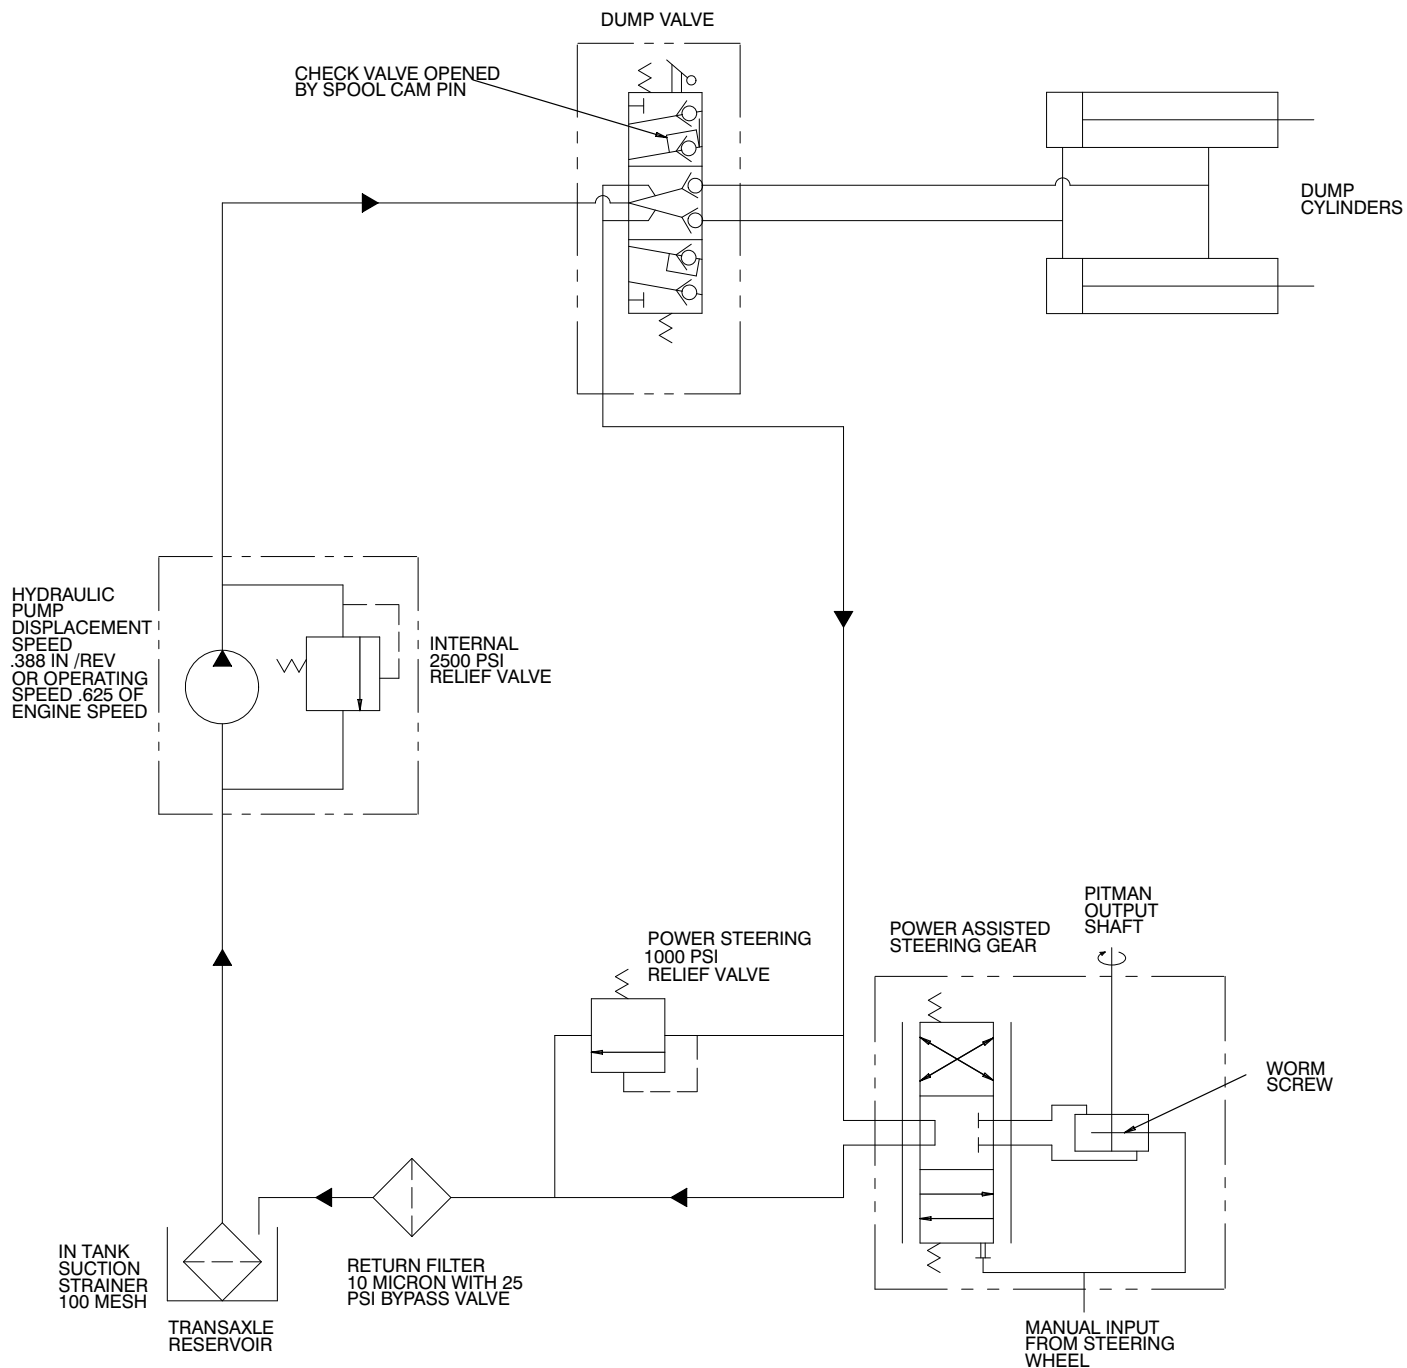 DUMP VALVE
CHECK VALVE OPENED
BY SPOOL CAM PIN
DUMP
CYLINDERS
HYDRAULIC
PUMP
DISPLACEMENT
SPEED
.388 IN /REV
OR OPERATING
SPEED .625 OF
ENGINE SPEED
INTERNAL
2500 PSI
RELIEF VALVE
POWER STEERING
1000 PSI
RELIEF VALVE
POWER ASSISTED
STEERING GEAR
PITMAN
OUTPUT
SHAFT
WORM
SCREW
IN TANK
SUCTION
STRAINER
100 MESH
TRANSAXLE
RESERVOIR
RETURN FILTER
10 MICRON WITH 25
PSI BYPASS VALVE
MANUAL INPUT
FROM STEERING
WHEEL